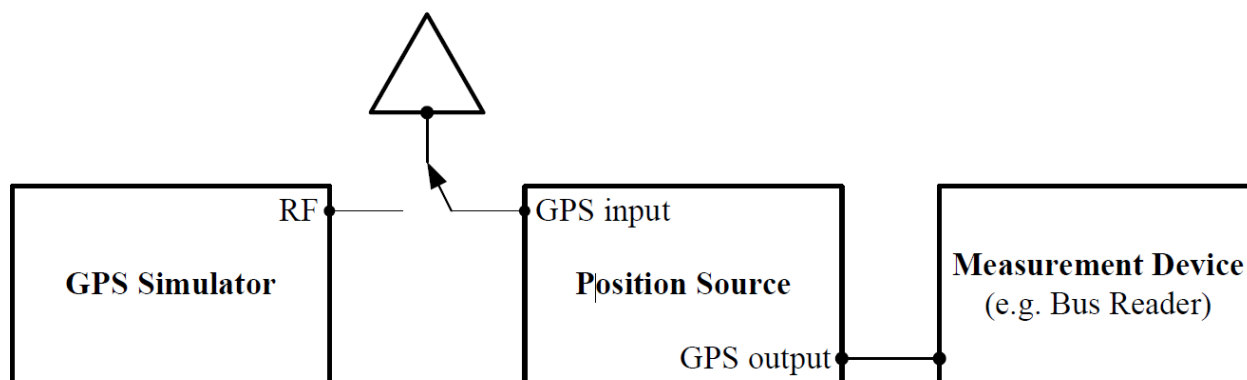 RF
GPS input
GPS Simulator
Position Source
Measurement Device
(e.g. Bus Reader)
GPS output